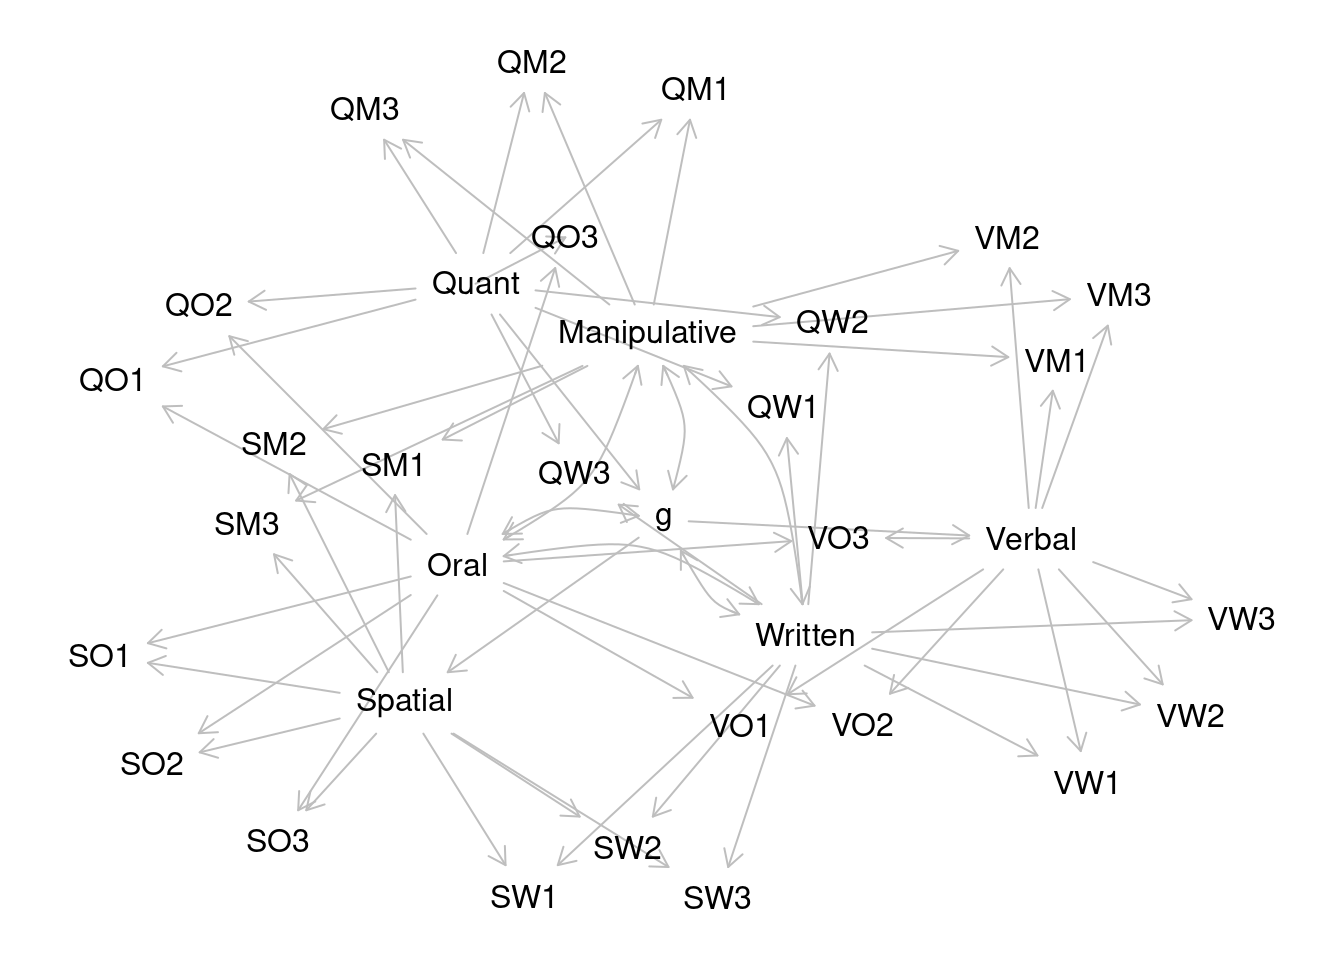 QM2
QM1
QM3
QO3
VM2
Quant
VM3
QO2
QW2
Manipulative
VM1
QO1
QW1
SM2
SM1
QW3
g
SM3
VO3
Verbal
Oral
VW3
Written
SO1
Spatial
VW2
VO1
VO2
SO2
VW1
SO3
SW2
SW1
SW3